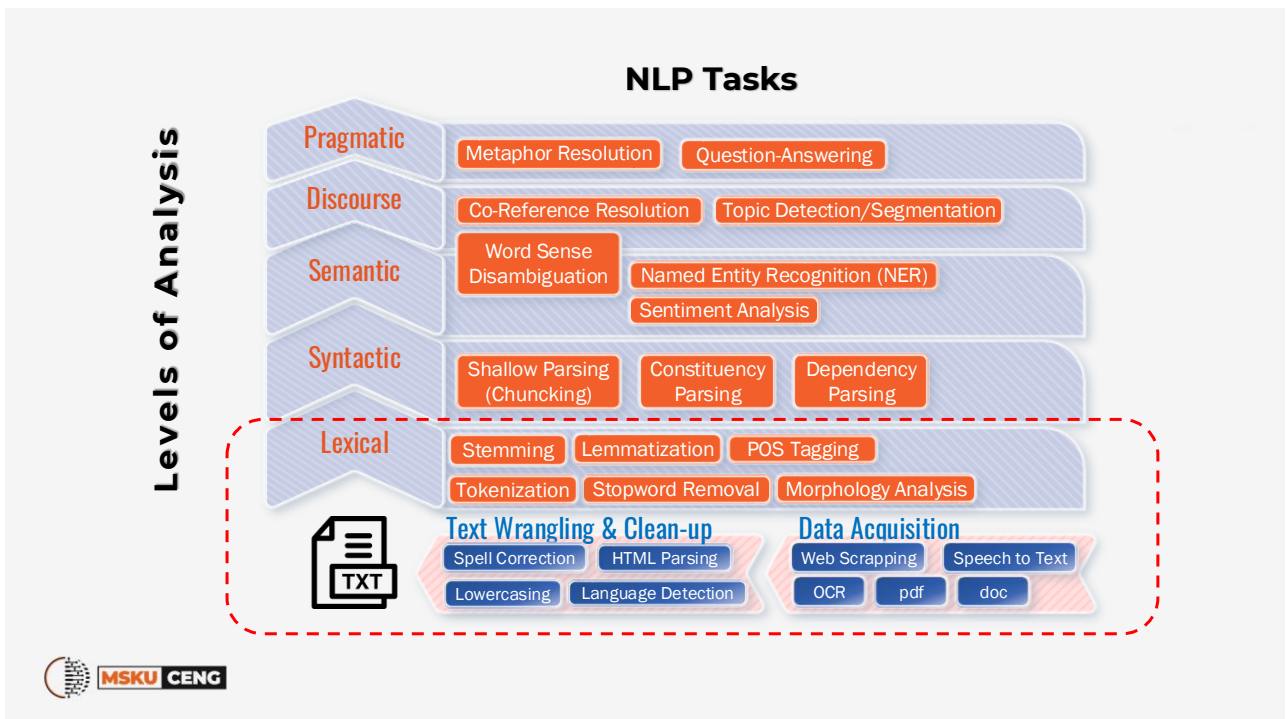 NLP Tasks
Levels of Analysis
Pragmatic
Metaphor Resolution
Question-Answering
Discourse
Co-Reference Resolution
Topic Detection/Segmentation
Semantic
Word Sense
Disambiguation
Named Entity Recognition (NER)
Sentiment Analysis
Syntactic
Shallow Parsing
(Chuncking)
Constituency
Parsing
Dependency
Parsing
Lexical
Stemming
Lemmatization
POS Tagging
Tokenization
Stopword Removal
Morphology Analysis
TXT
Text Wrangling & Clean-up
Spell Correction
HTML Parsing
Lowercasing
Language Detection
Data Acquisition
Web Scrapping
Speech to Text
OCR
pdf
doc
MSKU CENG